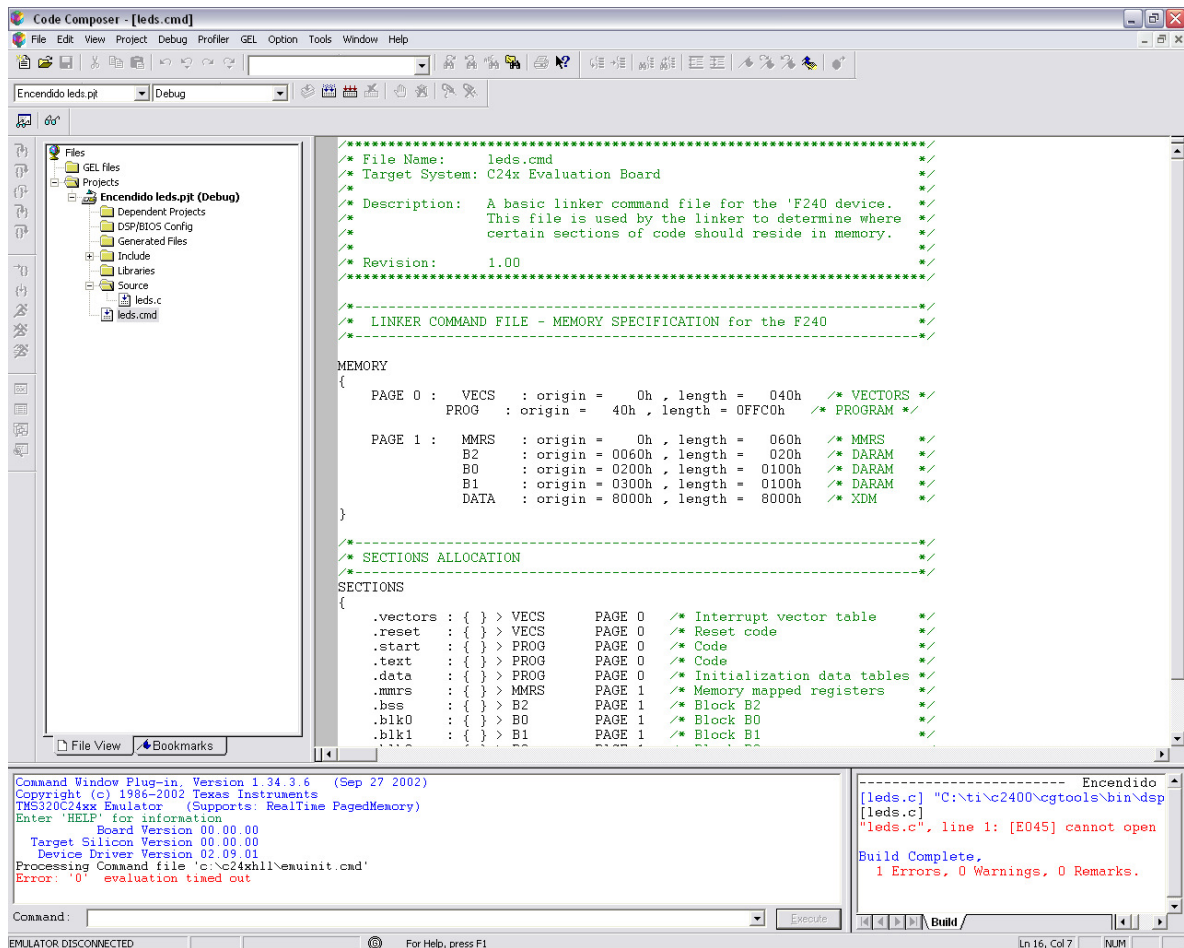 Code Composer - [leds.cmd]
File Edit View Project Debug Profiler GEL Option Tools Window Help
Encendido leds.pjt Debug
Files
GEL files
Projects
Encendido leds.pjt (Debug)
Dependent Projects
DSP/BIOS Config
Generated Files
Include
Libraries
Source
leds.c
leds.cmd
File View Bookmarks
/*********************************************************************/
/* File Name: leds.cmd */
/* Target System: C24x Evaluation Board */
/* */
/* Description: A basic linker command file for the 'F240 device. */
/* This file is used by the linker to determine where */
/* certain sections of code should reside in memory. */
/* */
/* Revision: 1.00 */
/*********************************************************************/
/*-------------------------------------------------------------------*/
/* LINKER COMMAND FILE - MEMORY SPECIFICATION for the F240 */
/*-------------------------------------------------------------------*/
MEMORY
{
PAGE 0 : VECS : origin = 0h , length = 040h /* VECTORS */
PROG : origin = 40h , length = 0FFC0h /* PROGRAM */
PAGE 1 : MMRS : origin = 0h , length = 060h /* MMRS */
B2 : origin = 0060h , length = 020h /* DARAM */
B0 : origin = 0200h , length = 0100h /* DARAM */
B1 : origin = 0300h , length = 0100h /* DARAM */
DATA : origin = 8000h , length = 8000h /* XDM */
}
/*-------------------------------------------------------------------*/
/* SECTIONS ALLOCATION */
/*-------------------------------------------------------------------*/
SECTIONS
{
.vectors : { } > VECS PAGE 0 /* Interrupt vector table */
.reset : { } > VECS PAGE 0 /* Reset code */
.start : { } > PROG PAGE 0 /* Code */
.text : { } > PROG PAGE 0 /* Code */
.data : { } > PROG PAGE 0 /* Initialization data tables */
.mmrs : { } > MMRS PAGE 1 /* Memory mapped registers */
.bss : { } > B2 PAGE 1 /* Block B2 */
.blk0 : { } > B0 PAGE 1 /* Block B0 */
.blk1 : { } > B1 PAGE 1 /* Block B1 */
Command Window Plug-in, Version 1.34.3.6 (Sep 27 2002)
Copyright (c) 1986-2002 Texas Instruments
TMS320C24xx Emulator (Supports: RealTime PagedMemory)
Enter 'HELP' for information
Board Version 00.00.00
Target Silicon Version 00.00.00
Device Driver Version 02.09.01
Processing Command file 'c:\c24xhll\emuinit.cmd'
Error: '0' evaluation timed out
Command: Execute
------------------------- Encendido
[leds.c] "C:\ti\c2400\cgtools\bin\dsp
[leds.c]
"leds.c", line 1: [E045] cannot open
Build Complete,
1 Errors, 0 Warnings, 0 Remarks.
Build
EMULATOR DISCONNECTED For Help, press F1 Ln 16, Col 7 NUM